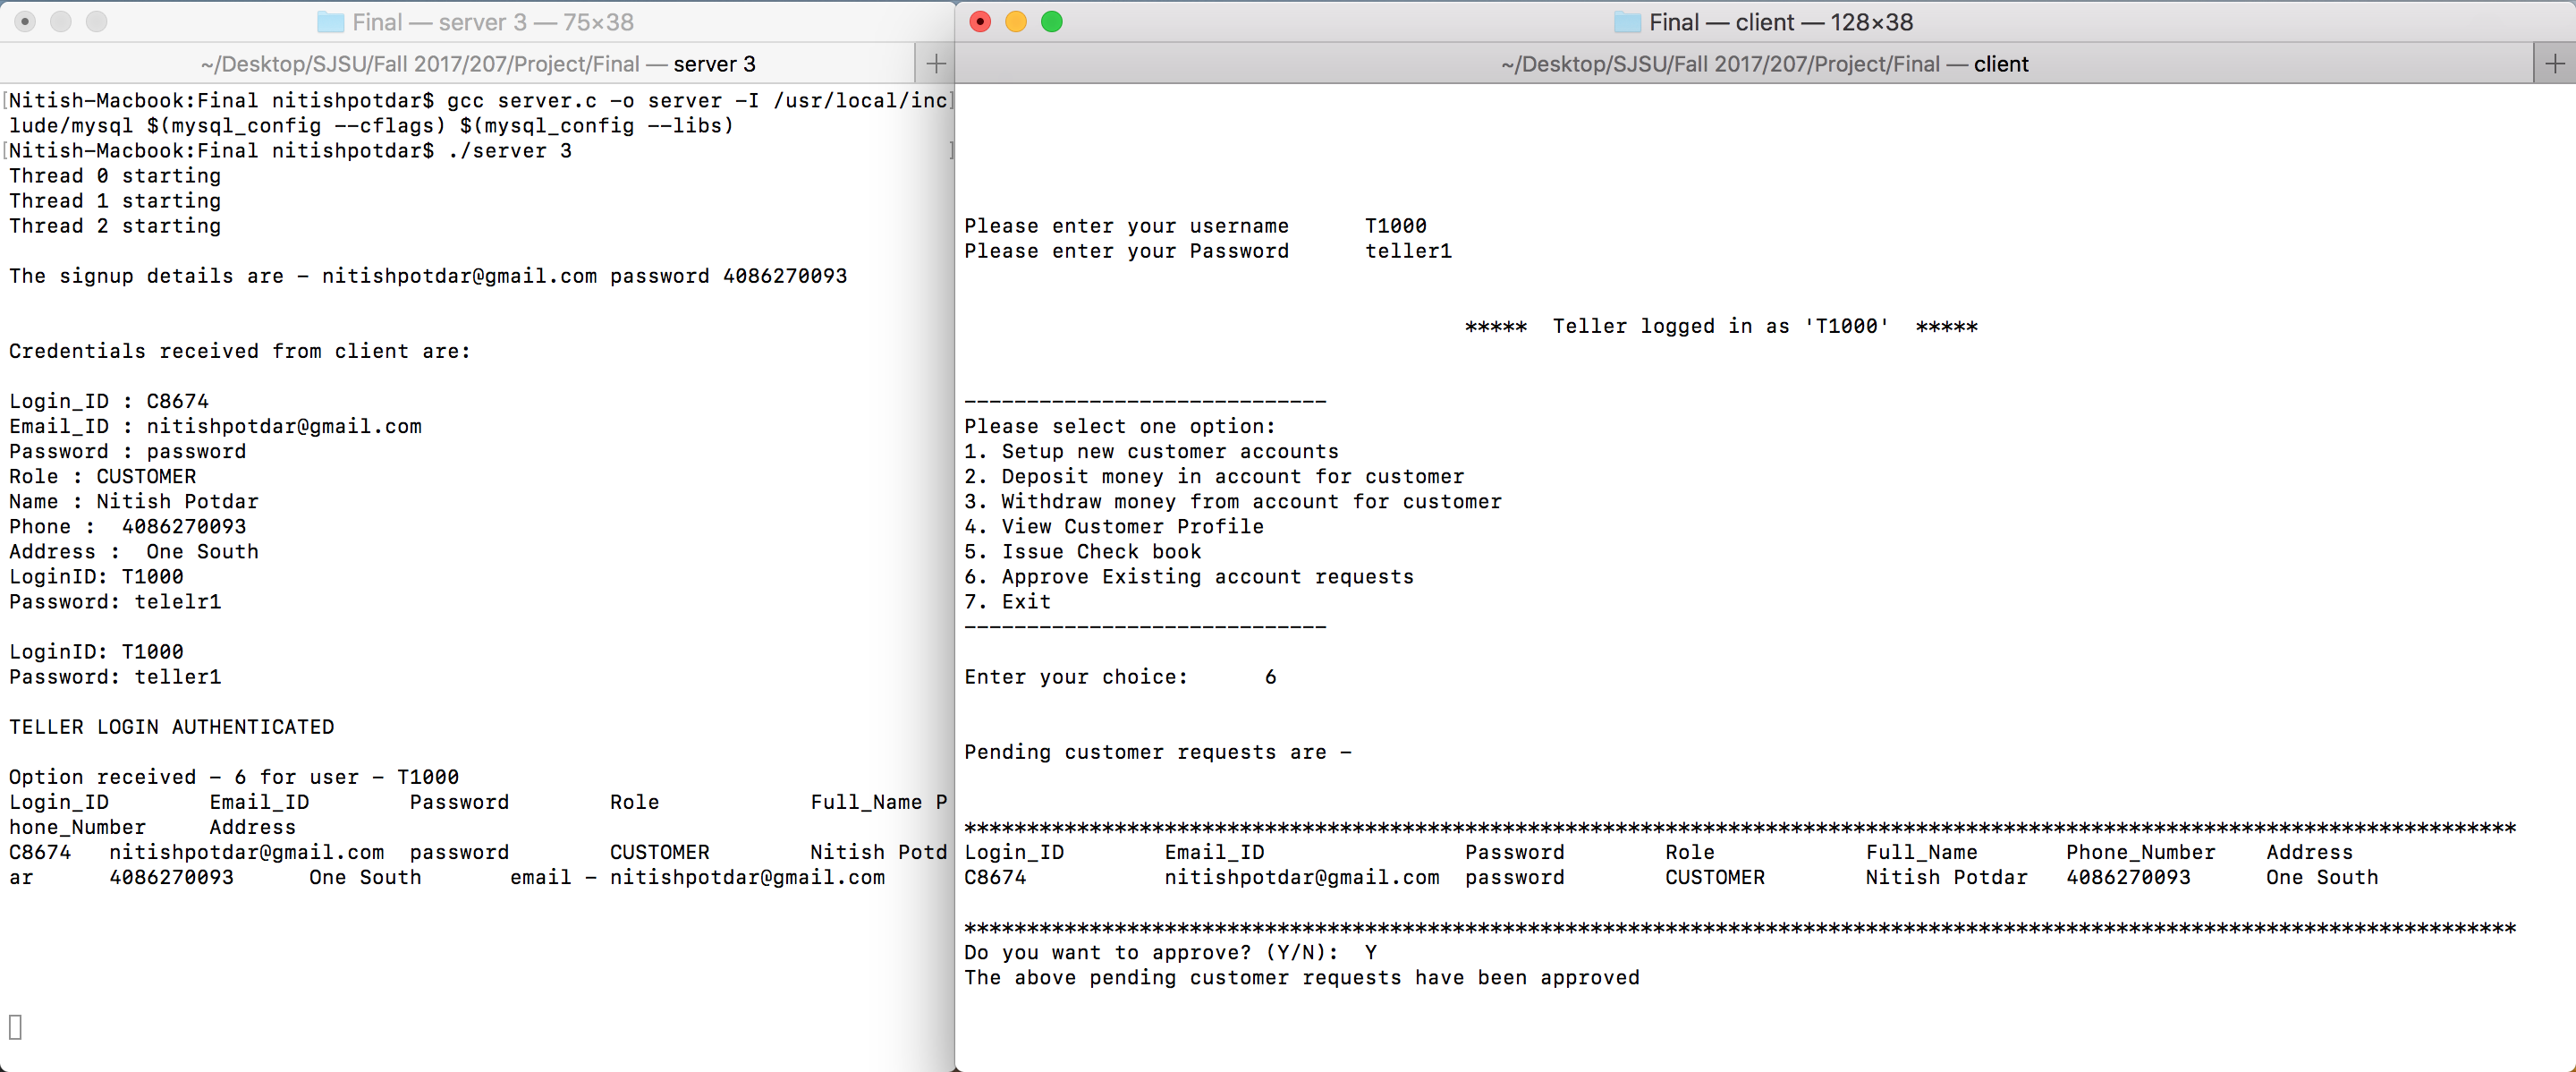 Final — server 3 — 75×38
~/Desktop/SJSU/Fall 2017/207/Project/Final — server 3
[Nitish-Macbook:Final nitishpotdar$ gcc server.c -o server -I /usr/local/inc]
lude/mysql $(mysql_config --cflags) $(mysql_config --libs)
[Nitish-Macbook:Final nitishpotdar$ ./server 3 ]
Thread 0 starting
Thread 1 starting
Thread 2 starting
The signup details are - nitishpotdar@gmail.com password 4086270093
Credentials received from client are:
Login_ID : C8674
Email_ID : nitishpotdar@gmail.com
Password : password
Role : CUSTOMER
Name : Nitish Potdar
Phone :  4086270093
Address :  One South
LoginID: T1000
Password: telelr1
LoginID: T1000
Password: teller1
TELLER LOGIN AUTHENTICATED
Option received - 6 for user - T1000
Login_ID Email_ID Password Role Full_Name P
hone_Number Address
C8674 nitishpotdar@gmail.com password CUSTOMER Nitish Potd
ar 4086270093 One South email - nitishpotdar@gmail.com
Final — client — 128×38
~/Desktop/SJSU/Fall 2017/207/Project/Final — client
Please enter your username T1000
Please enter your Password teller1
***** Teller logged in as 'T1000' *****
-----------------------------
Please select one option:
1. Setup new customer accounts
2. Deposit money in account for customer
3. Withdraw money from account for customer
4. View Customer Profile
5. Issue Check book
6. Approve Existing account requests
7. Exit
-----------------------------
Enter your choice: 6
Pending customer requests are -
****************************************************************************************************************************
Login_ID Email_ID Password Role Full_Name Phone_Number Address
C8674 nitishpotdar@gmail.com password CUSTOMER Nitish Potdar 4086270093 One South
****************************************************************************************************************************
Do you want to approve? (Y/N): Y
The above pending customer requests have been approved